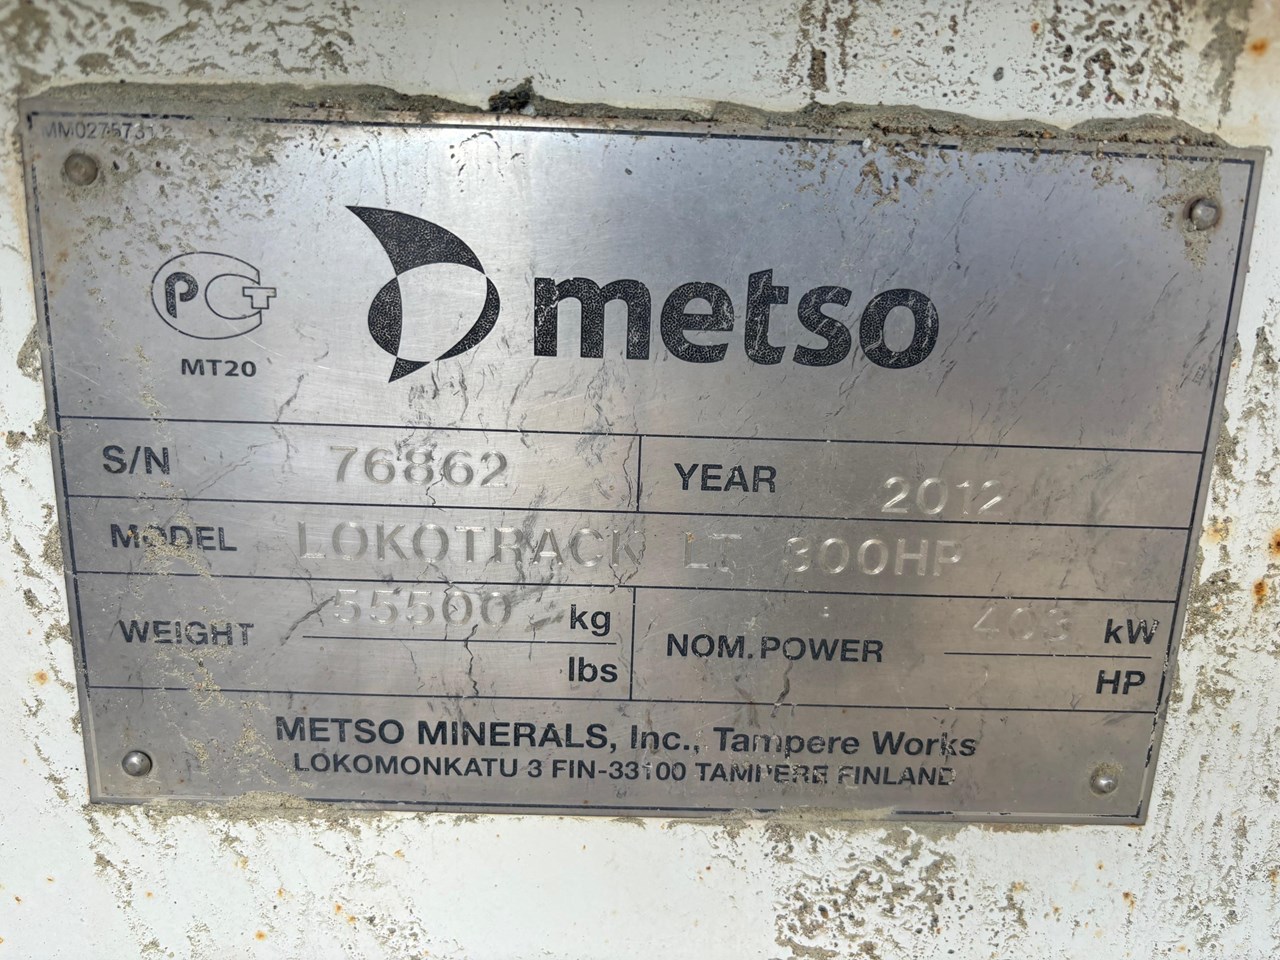 MM0275731
PCT
metso
MT20
S/N 76862 YEAR 2012
MODEL LOKOTRACK LT 300HP
WEIGHT 55500 kg
lbs
NOM. POWER 403 kW
HP
METSO MINERALS, Inc., Tampere Works
LOKOMONKATU 3 FIN-33100 TAMPERE FINLAND